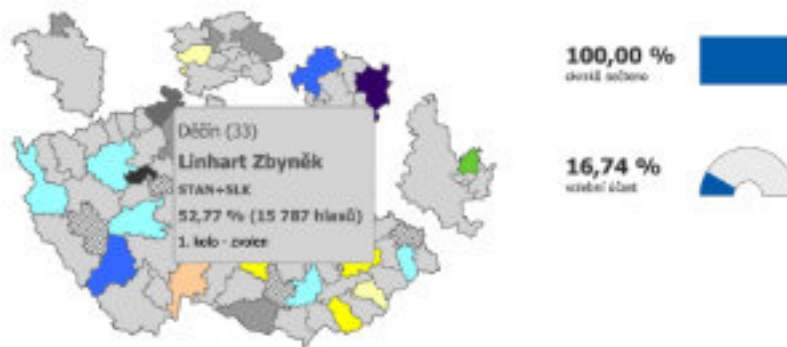 Děčín (33)
Linhart Zbyněk
STAN+SLK
52,77 % (15 787 hlasů)
1. kolo - zvolen
100,00 %
okrsků sečteno
16,74 %
volební účast